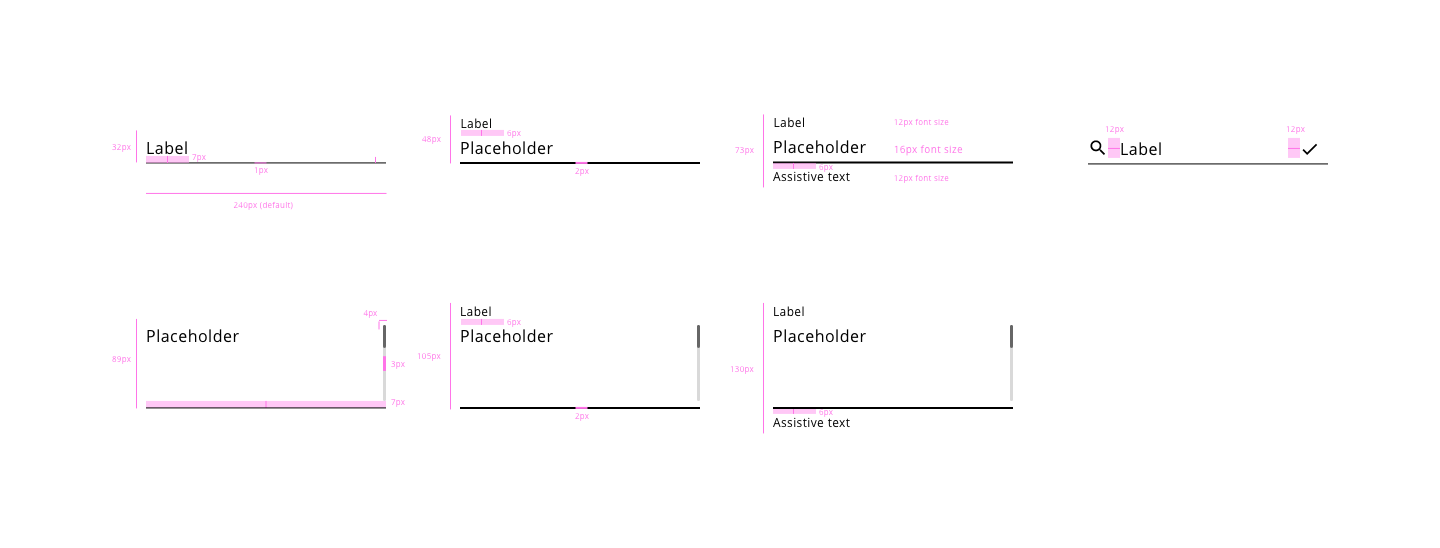 32px
Label
7px
1px
240px (default)
48px
Label
6px
Placeholder
2px
73px
Label
12px font size
Placeholder
16px font size
6px
Assistive text
12px font size
12px
12px
Label
89px
Placeholder
4px
3px
7px
105px
Label
6px
Placeholder
2px
130px
Label
Placeholder
6px
Assistive text